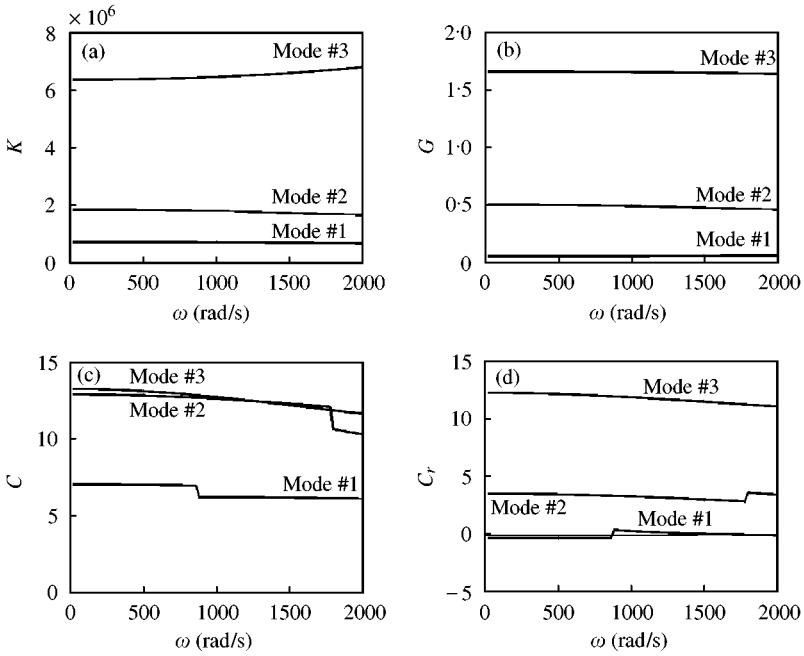 × 10⁶
8
(a)
Mode #3
6
K
4
Mode #2
2
Mode #1
0
0 500 1000 1500 2000
ω (rad/s)
2·0
(b)
Mode #3
1·5
G
1·0
0·5
Mode #2
Mode #1
0
0 500 1000 1500 2000
ω (rad/s)
15
(c)
Mode #3
Mode #2
10
C
Mode #1
5
0
0 500 1000 1500 2000
ω (rad/s)
15
(d)
Mode #3
10
Cᵣ
5
Mode #2
Mode #1
0
−5
0 500 1000 1500 2000
ω (rad/s)